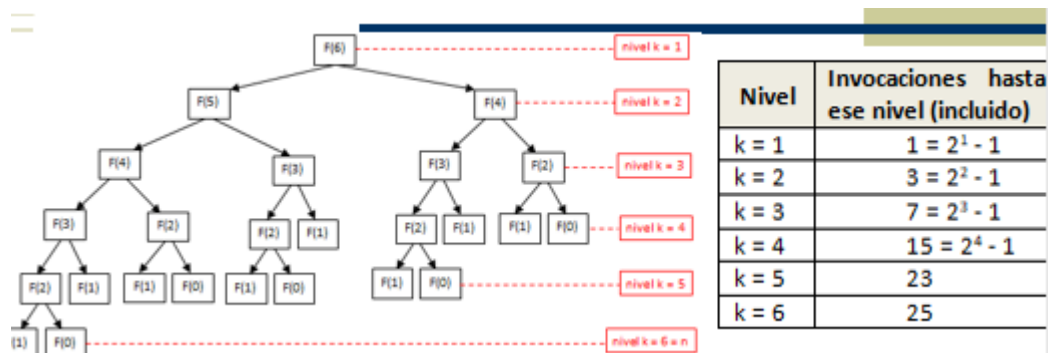 F(6) nivel k = 1
F(5) F(4) nivel k = 2
F(4) F(3) F(3) F(2) nivel k = 3
F(3) F(2) F(2) F(1) F(2) F(1) F(1) F(0) nivel k = 4
F(2) F(1) F(1) F(0) F(1) F(0) F(1) F(0) nivel k = 5
(1) F(0) nivel k = 6 = n
Nivel Invocaciones hasta
ese nivel (incluido)
k = 1 1 = 2¹ - 1
k = 2 3 = 2² - 1
k = 3 7 = 2³ - 1
k = 4 15 = 2⁴ - 1
k = 5 23
k = 6 25